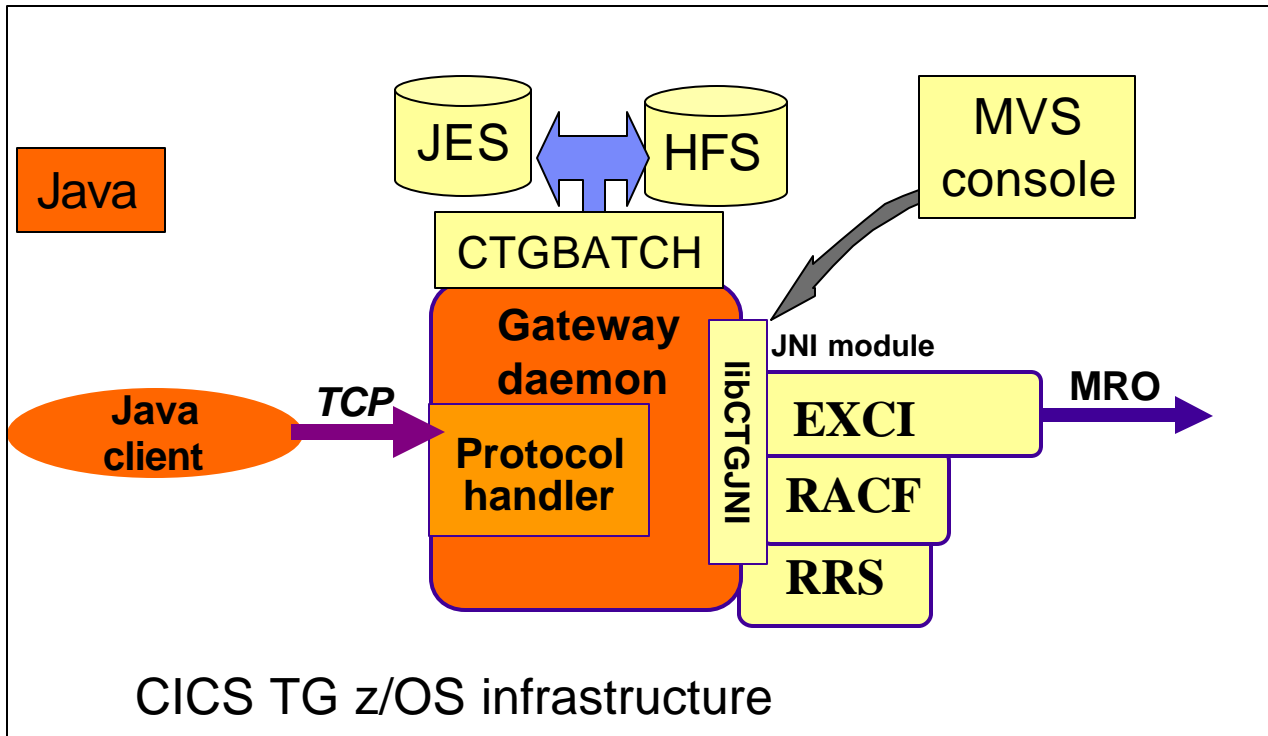 JES
HFS
MVS
console
Java
CTGBATCH
Gateway
daemon
libCTGJNI
JNI module
Java
client
TCP
Protocol
handler
EXCI
MRO
RACF
RRS
CICS TG z/OS infrastructure